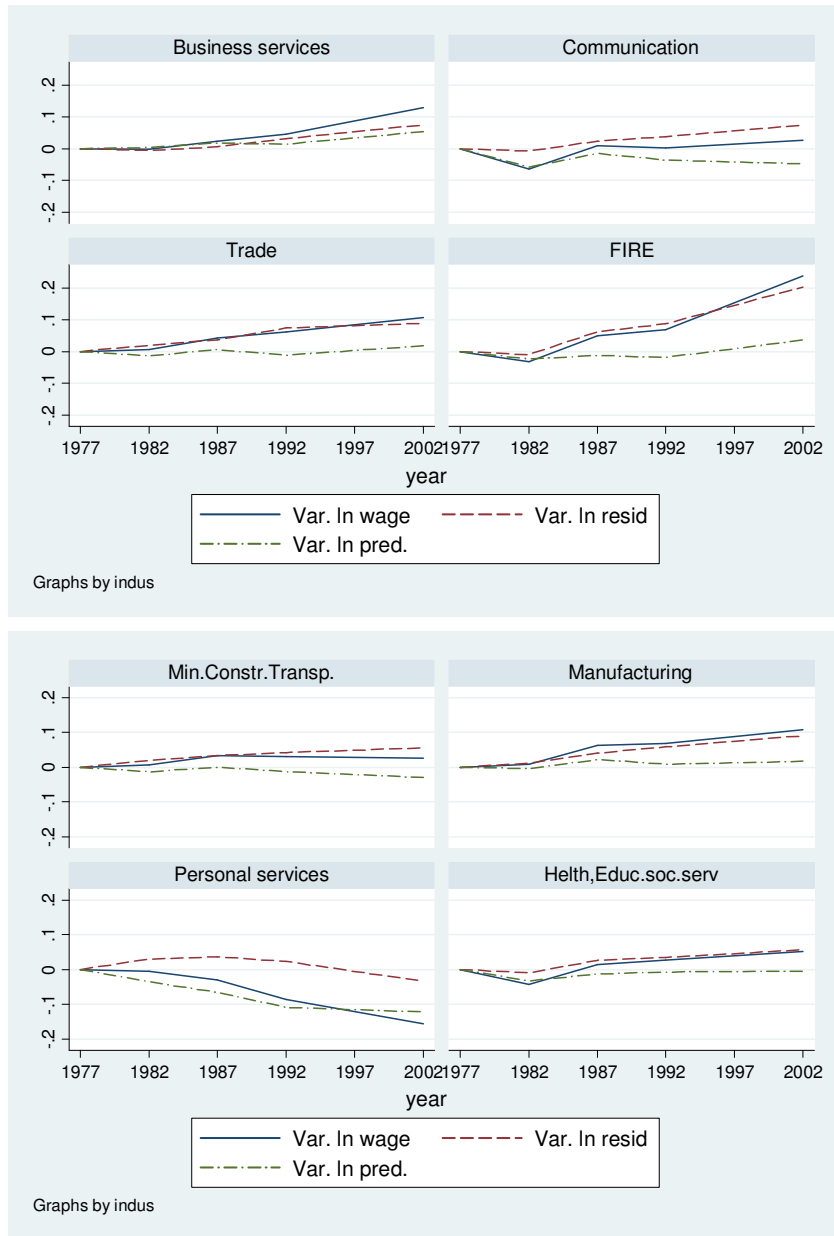 Business services
Communication
.2
.1
0
-.1
-.2
Trade
FIRE
.2
.1
0
-.1
-.2
1977 1982 1987 1992 1997 2002 1977 1982 1987 1992 1997 2002
year
Var. ln wage Var. ln resid
Var. ln pred.
Graphs by indus
Min.Constr.Transp.
Manufacturing
.2
.1
0
-.1
-.2
Personal services
Helth,Educ.soc.serv
.2
.1
0
-.1
-.2
1977 1982 1987 1992 1997 2002 1977 1982 1987 1992 1997 2002
year
Var. ln wage Var. ln resid
Var. ln pred.
Graphs by indus